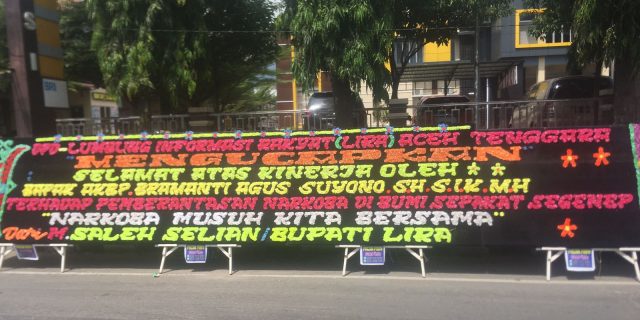 DPD-LUMBUNG INFORMASI RAKYAT (LIRA) ACEH TENGGARA
"MENGUCAPKAN
SELAMAT ATAS KINERJA OLEH * *
BAPAK AKBP. BRAMANTI AGUS SUYONO. SH. S.IK. MH
TERHADAP PEMBERANTASAN NARKOBA DI BUMI SEPAKAT SEGENEP
"NARKOBA MUSUH KITA BERSAMA"
Dari M. SALEH SELIAN / BUPATI LIRA